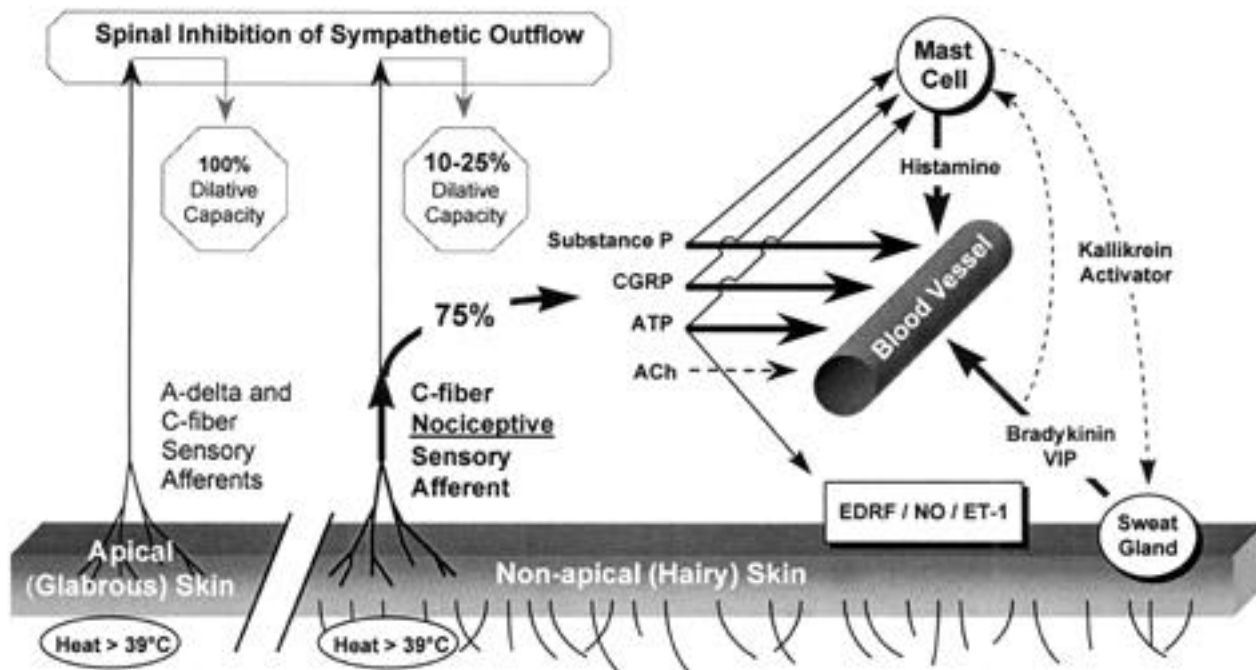 Spinal Inhibition of Sympathetic Outflow
100%
Dilative
Capacity
10-25%
Dilative
Capacity
Mast
Cell
Histamine
Substance P
CGRP
ATP
ACh
75%
Blood Vessel
Kallikrein
Activator
A-delta and
C-fiber
Sensory
Afferents
C-fiber
Nociceptive
Sensory
Afferent
Bradykinin
VIP
EDRF / NO / ET-1
Sweat
Gland
Apical
(Glabrous) Skin
Non-apical (Hairy) Skin
Heat > 39°C
Heat > 39°C